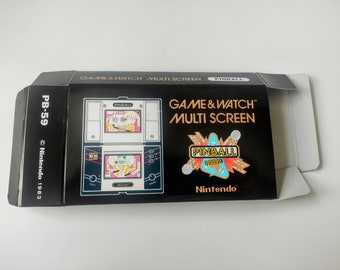 GAME & WATCH MULTI SCREEN PINBALL
PB-59
© Nintendo 1983
GAME & WATCH
MULTI SCREEN
PINBALL
Nintendo